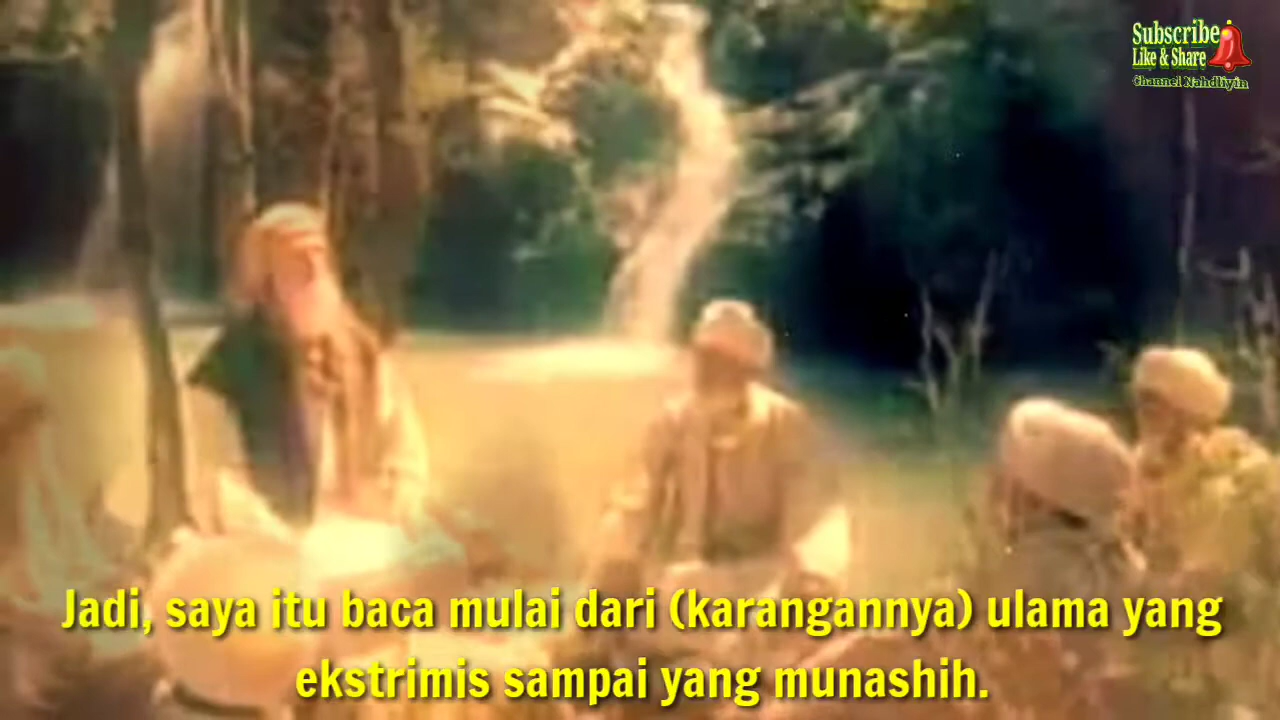 Subscribe
Like & Share
Channel Nahdliyin
Jadi, saya itu baca mulai dari (karangannya) ulama yang
ekstrimis sampai yang munashih.